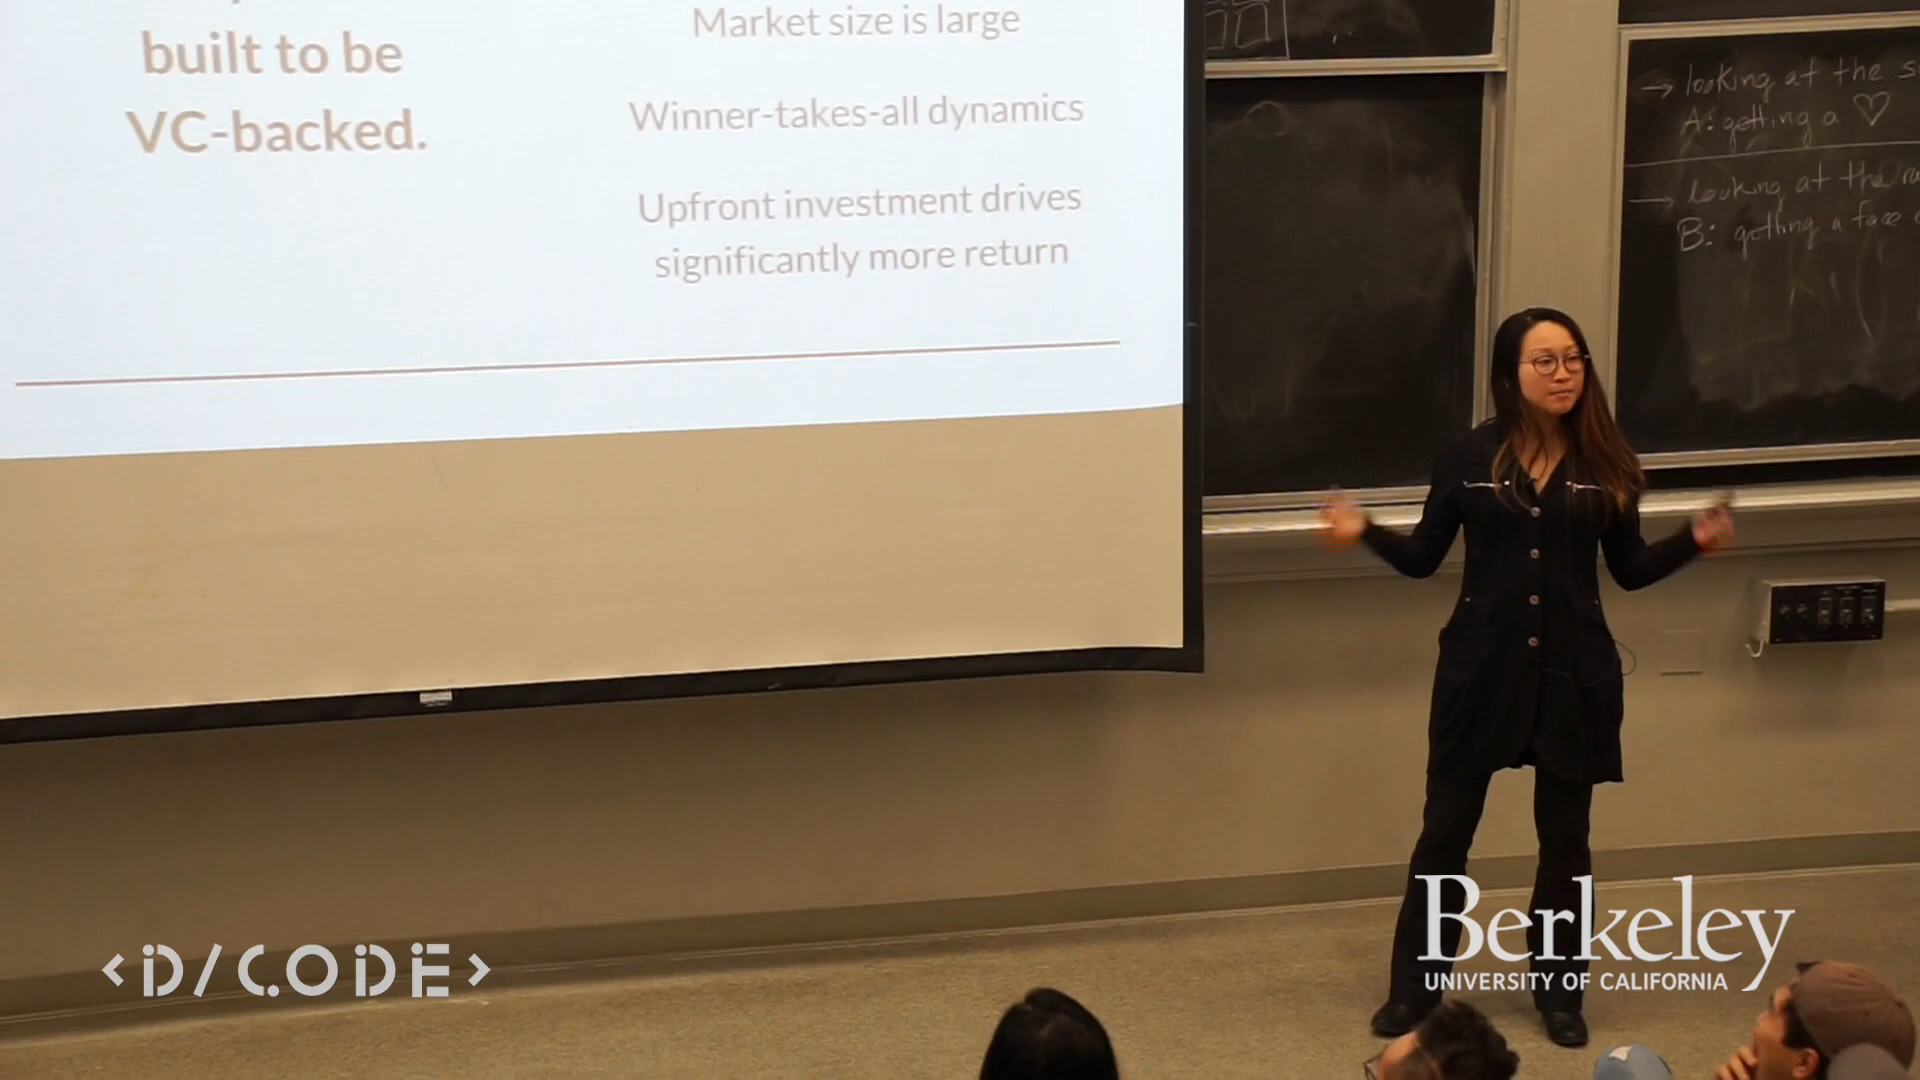 built to be
VC-backed.
Market size is large
Winner-takes-all dynamics
Upfront investment drives
significantly more return
→ looking at the
A: getting a ♡
→ looking at the
B: getting a face
<D/CODE>
Berkeley
UNIVERSITY OF CALIFORNIA